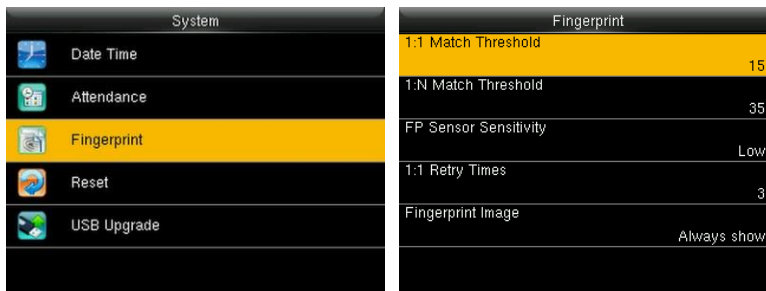 System
Date Time
Attendance
Fingerprint
Reset
USB Upgrade
Fingerprint
1:1 Match Threshold
15
1:N Match Threshold
35
FP Sensor Sensitivity
Low
1:1 Retry Times
3
Fingerprint Image
Always show